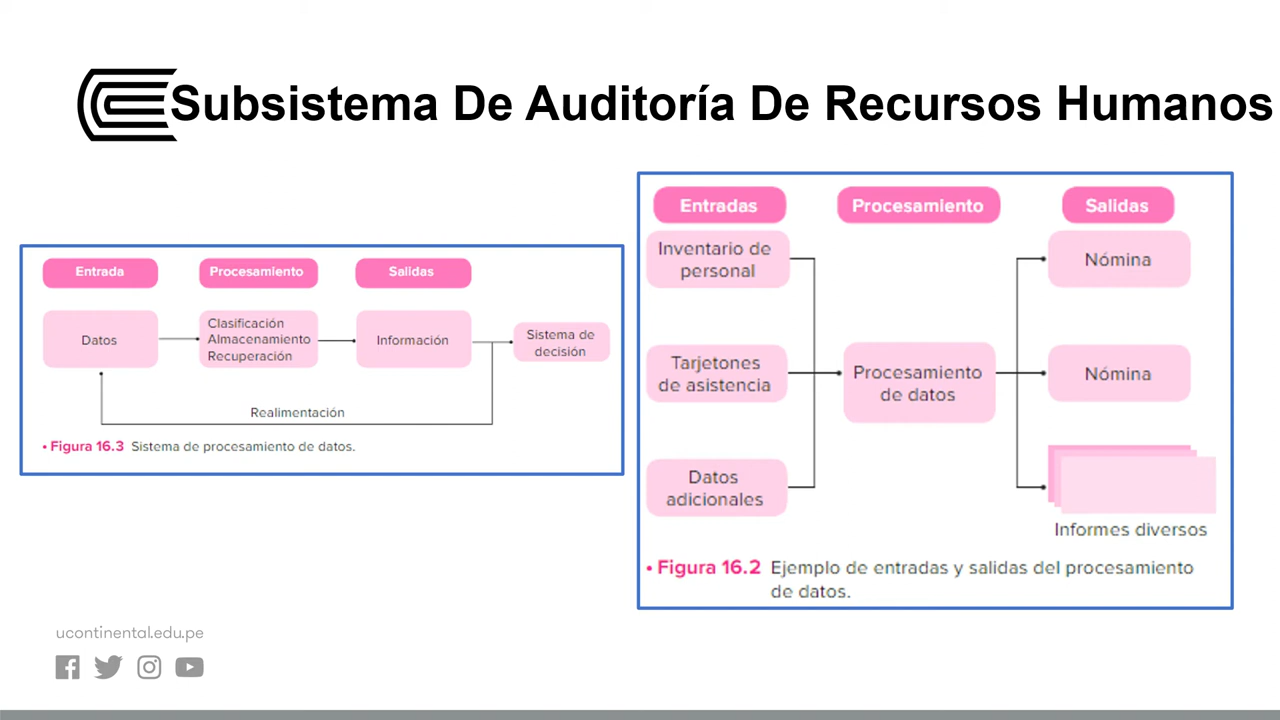 Subsistema De Auditoría De Recursos Humanos
Entrada
Procesamiento
Salidas
Datos
Clasificación
Almacenamiento
Recuperación
Información
Sistema de
decisión
Realimentación
• Figura 16.3 Sistema de procesamiento de datos.
Entradas
Procesamiento
Salidas
Inventario de
personal
Nómina
Tarjetones
de asistencia
Procesamiento
de datos
Nómina
Datos
adicionales
Informes diversos
• Figura 16.2 Ejemplo de entradas y salidas del procesamiento
de datos.
ucontinental.edu.pe